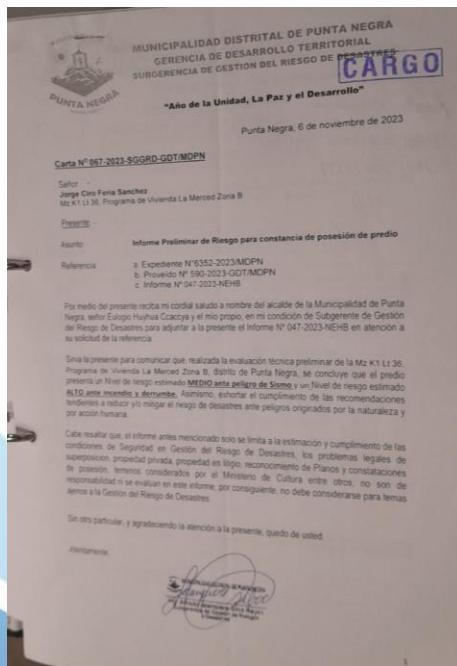 MUNICIPALIDAD DISTRITAL DE PUNTA NEGRA
GERENCIA DE DESARROLLO TERRITORIAL
SUBGERENCIA DE GESTIÓN DEL RIESGO DE DESASTRES
CARGO
PUNTA NEGRA
"Año de la Unidad, La Paz y el Desarrollo"
Punta Negra, 6 de noviembre de 2023
Carta Nº 067-2023-SGGRD-GDT/MDPN
Señor
Jorge Ciro Feria Sanchez
Mz K1 Lt 36, Programa de Vivienda La Merced Zona B
Presente.-
Asunto: Informe Preliminar de Riesgo para constancia de posesión de predio
Referencia: a. Expediente N°6352-2023/MDPN
b. Proveído Nº 590-2023-GDT/MDPN
c. Informe Nº 047-2023-NEHB
Por medio del presente reciba mi cordial saludo a nombre del alcalde de la Municipalidad de Punta
Negra, señor Eulogio Huyhua Ccaccya y el mío propio, en mi condición de Subgerente de Gestión
del Riesgo de Desastres para adjuntar a la presente el Informe Nº 047-2023-NEHB en atención a
su solicitud de la referencia.
Sirva la presente para comunicar que, realizada la evaluación técnica preliminar de la Mz K1 Lt 36,
Programa de Vivienda La Merced Zona B, distrito de Punta Negra, se concluye que el predio
presenta un Nivel de riesgo estimado MEDIO ante peligro de Sismo y un Nivel de riesgo estimado
ALTO ante incendio y derrumbe. Asimismo, exhortar el cumplimiento de las recomendaciones
tendientes a reducir y/o mitigar el riesgo de desastres ante peligros originados por la naturaleza y
por acción humana.
Cabe resaltar que, el informe antes mencionado solo se limita a la estimación y cumplimiento de las
condiciones de Seguridad en Gestión del Riesgo de Desastres, los problemas legales de
superposición, propiedad privada, propiedad en litigio, reconocimiento de Planos y constataciones
de posesión, terrenos considerados por el Ministerio de Cultura entre otros, no son de
responsabilidad ni se evalúan en este informe, por consiguiente, no debe considerarse para temas
ajenos a la Gestión del Riesgo de Desastres.
Sin otro particular, y agradeciendo la atención a la presente, quedo de usted.
Atentamente,
1